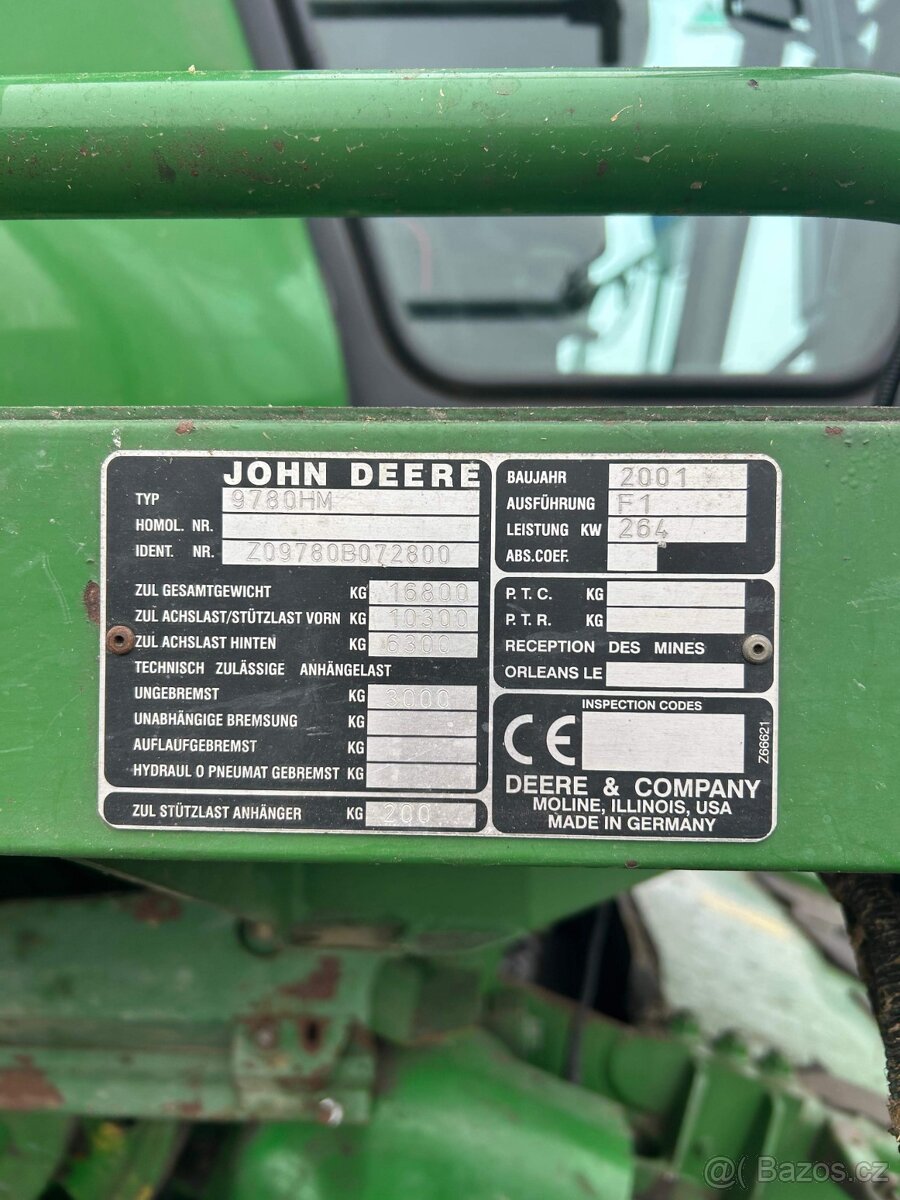 JOHN DEERE
TYP 9780HM
HOMOL. NR.
IDENT. NR. Z09780B072800
ZUL GESAMTGEWICHT KG 16800
ZUL ACHSLAST/STÜTZLAST VORN KG 10300
ZUL ACHSLAST HINTEN KG 6300
TECHNISCH ZULÄSSIGE ANHÄNGELAST
UNGEBREMST KG 3000
UNABHÄNGIGE BREMSUNG KG
AUFLAUFGEBREMST KG
HYDRAUL O PNEUMAT GEBREMST KG
ZUL STÜTZLAST ANHÄNGER KG 200
BAUJAHR 2001
AUSFÜHRUNG F1
LEISTUNG KW 264
ABS.COEF.
P.T.C. KG
P.T.R. KG
RECEPTION DES MINES
ORLEANS LE
INSPECTION CODES
CE
Z66621
DEERE & COMPANY
MOLINE, ILLINOIS, USA
MADE IN GERMANY
Bazos.cz